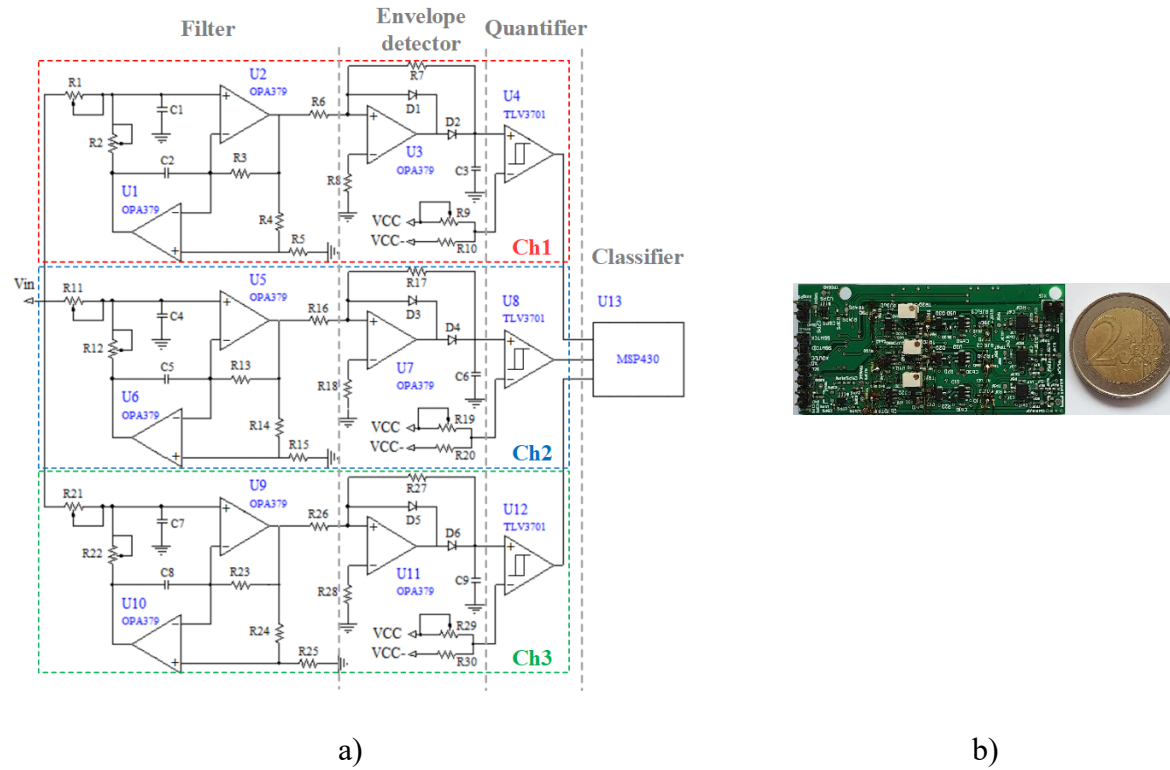 Filter
Envelope
detector
Quantifier
Classifier
R1
U2
OPA379
C1
R2
C2
R3
U1
OPA379
R4
R5
R6
R7
D1
D2
U3
OPA379
R8
C3
U4
TLV3701
VCC
R9
VCC-
R10
Ch1
Vin
R11
U5
OPA379
C4
R12
C5
R13
U6
OPA379
R14
R15
R16
R17
D3
D4
U7
OPA379
R18
C6
U8
TLV3701
VCC
R19
VCC-
R20
Ch2
U13
MSP430
R21
U9
OPA379
C7
R22
C8
R23
U10
OPA379
R24
R25
R26
R27
D5
D6
U11
OPA379
R28
C9
U12
TLV3701
VCC
R29
VCC-
R30
Ch3
2
a)
b)